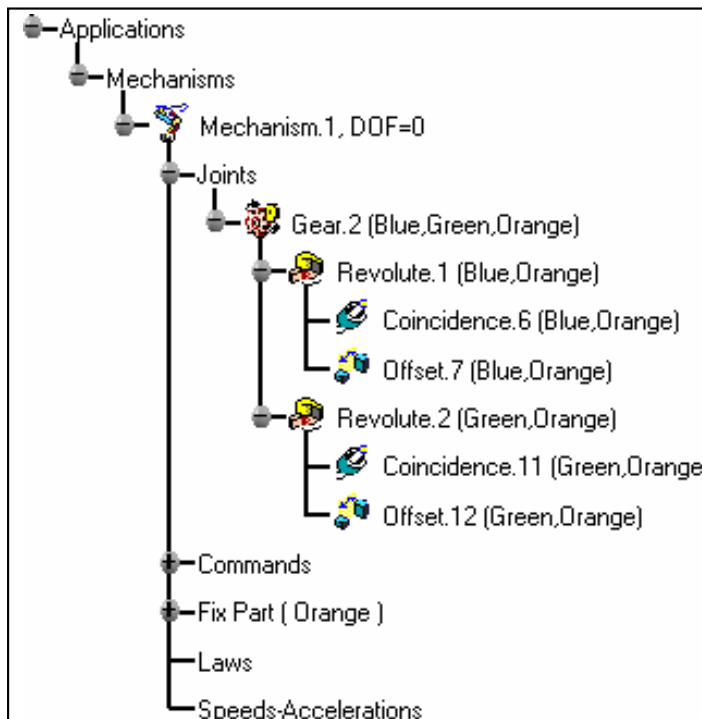 Applications
Mechanisms
Mechanism.1, DOF=0
Joints
Gear.2 (Blue,Green,Orange)
Revolute.1 (Blue,Orange)
Coincidence.6 (Blue,Orange)
Offset.7 (Blue,Orange)
Revolute.2 (Green,Orange)
Coincidence.11 (Green,Orange
Offset.12 (Green,Orange)
Commands
Fix Part ( Orange )
Laws
Speeds-Accelerations